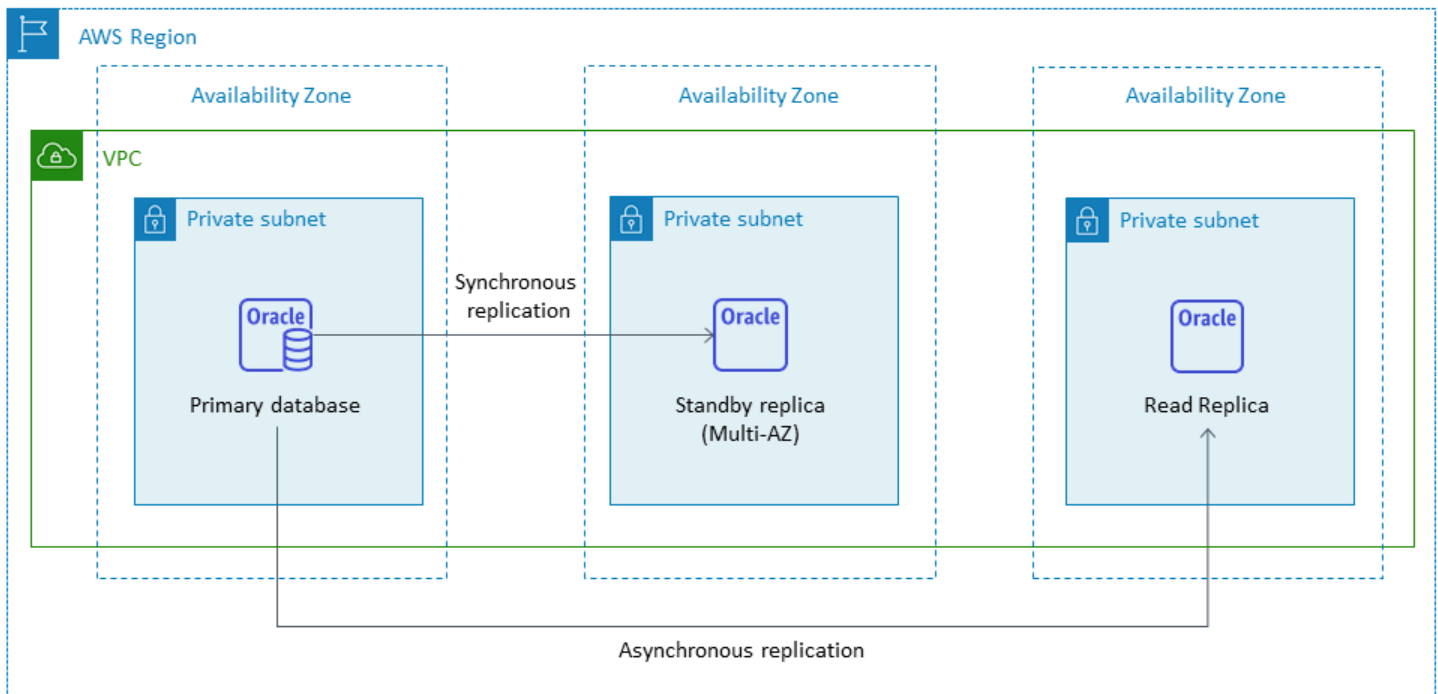 AWS Region
Availability Zone
Availability Zone
Availability Zone
VPC
Private subnet
Private subnet
Private subnet
Synchronous
replication
Oracle
Oracle
Oracle
Primary database
Standby replica
(Multi-AZ)
Read Replica
Asynchronous replication